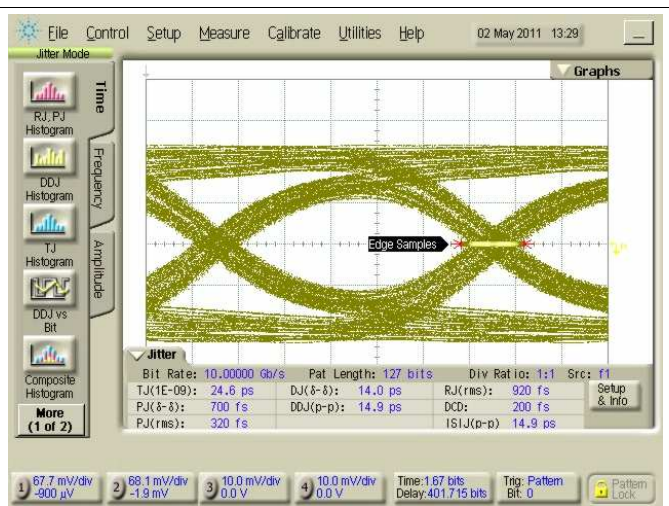 File Control Setup Measure Calibrate Utilities Help 02 May 2011 13:29
Jitter Mode
Graphs
RJ, PJ
Histogram
DDJ
Histogram
TJ
Histogram
DDJ vs
Bit
Composite
Histogram
More
(1 of 2)
Time
Frequency
Amplitude
Edge Samples
Jitter
Bit Rate: 10.00000 Gb/s Pat Length: 127 bits Div Ratio: 1:1 Src: f1
TJ(1E-09): 24.6 ps DJ(δ-δ): 14.0 ps RJ(rms): 920 fs
PJ(δ-δ): 700 fs DDJ(p-p): 14.9 ps DCD: 200 fs
PJ(rms): 320 fs ISIJ(p-p) 14.9 ps
Setup
& Info
1) 67.7 mV/div 2) 68.1 mV/div 3) 10.0 mV/div 4) 10.0 mV/div Time:1.67 bits Trig: Pattern Pattern
-900 µV -1.9 mV 0.0 V 0.0 V Delay:401.715 bits Bit: 0 Lock